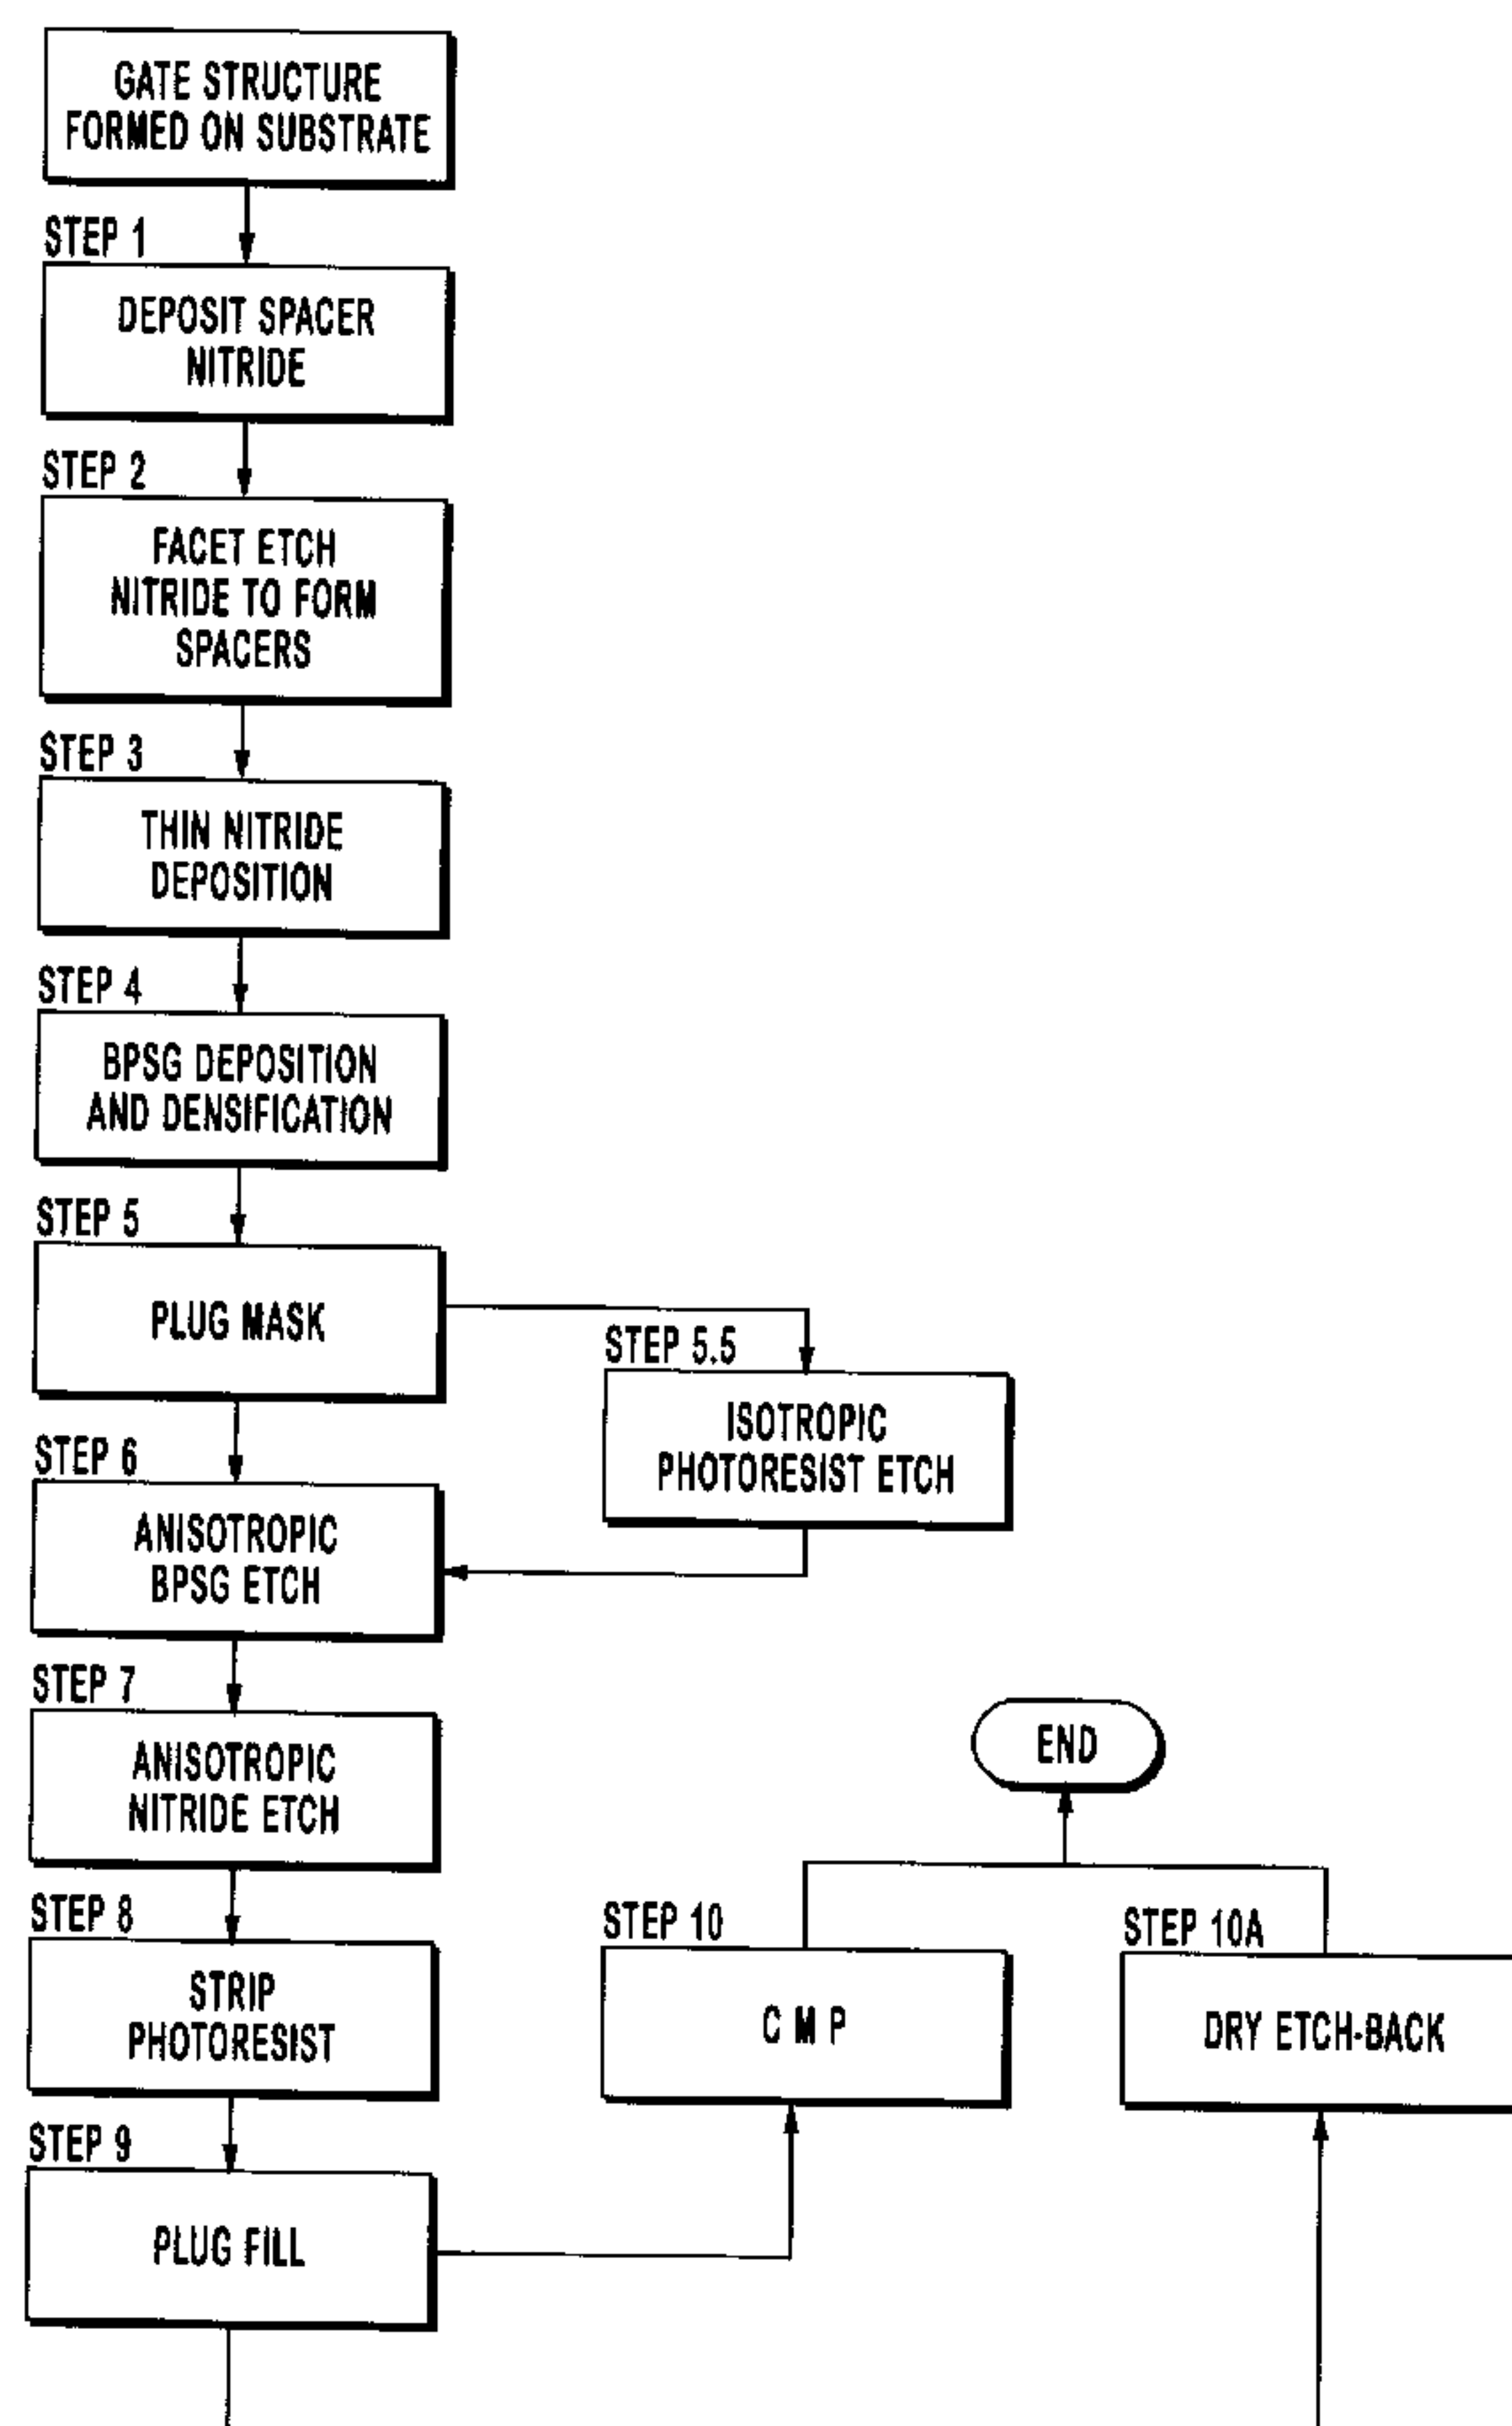 GATE STRUCTURE
FORMED ON SUBSTRATE
STEP 1
DEPOSIT SPACER
NITRIDE
STEP 2
FACET ETCH
NITRIDE TO FORM
SPACERS
STEP 3
THIN NITRIDE
DEPOSITION
STEP 4
BPSG DEPOSITION
AND DENSIFICATION
STEP 5
PLUG MASK
STEP 5.5
ISOTROPIC
PHOTORESIST ETCH
STEP 6
ANISOTROPIC
BPSG ETCH
STEP 7
ANISOTROPIC
NITRIDE ETCH
STEP 8
STRIP
PHOTORESIST
STEP 9
PLUG FILL
STEP 10
C M P
STEP 10A
DRY ETCH-BACK
END